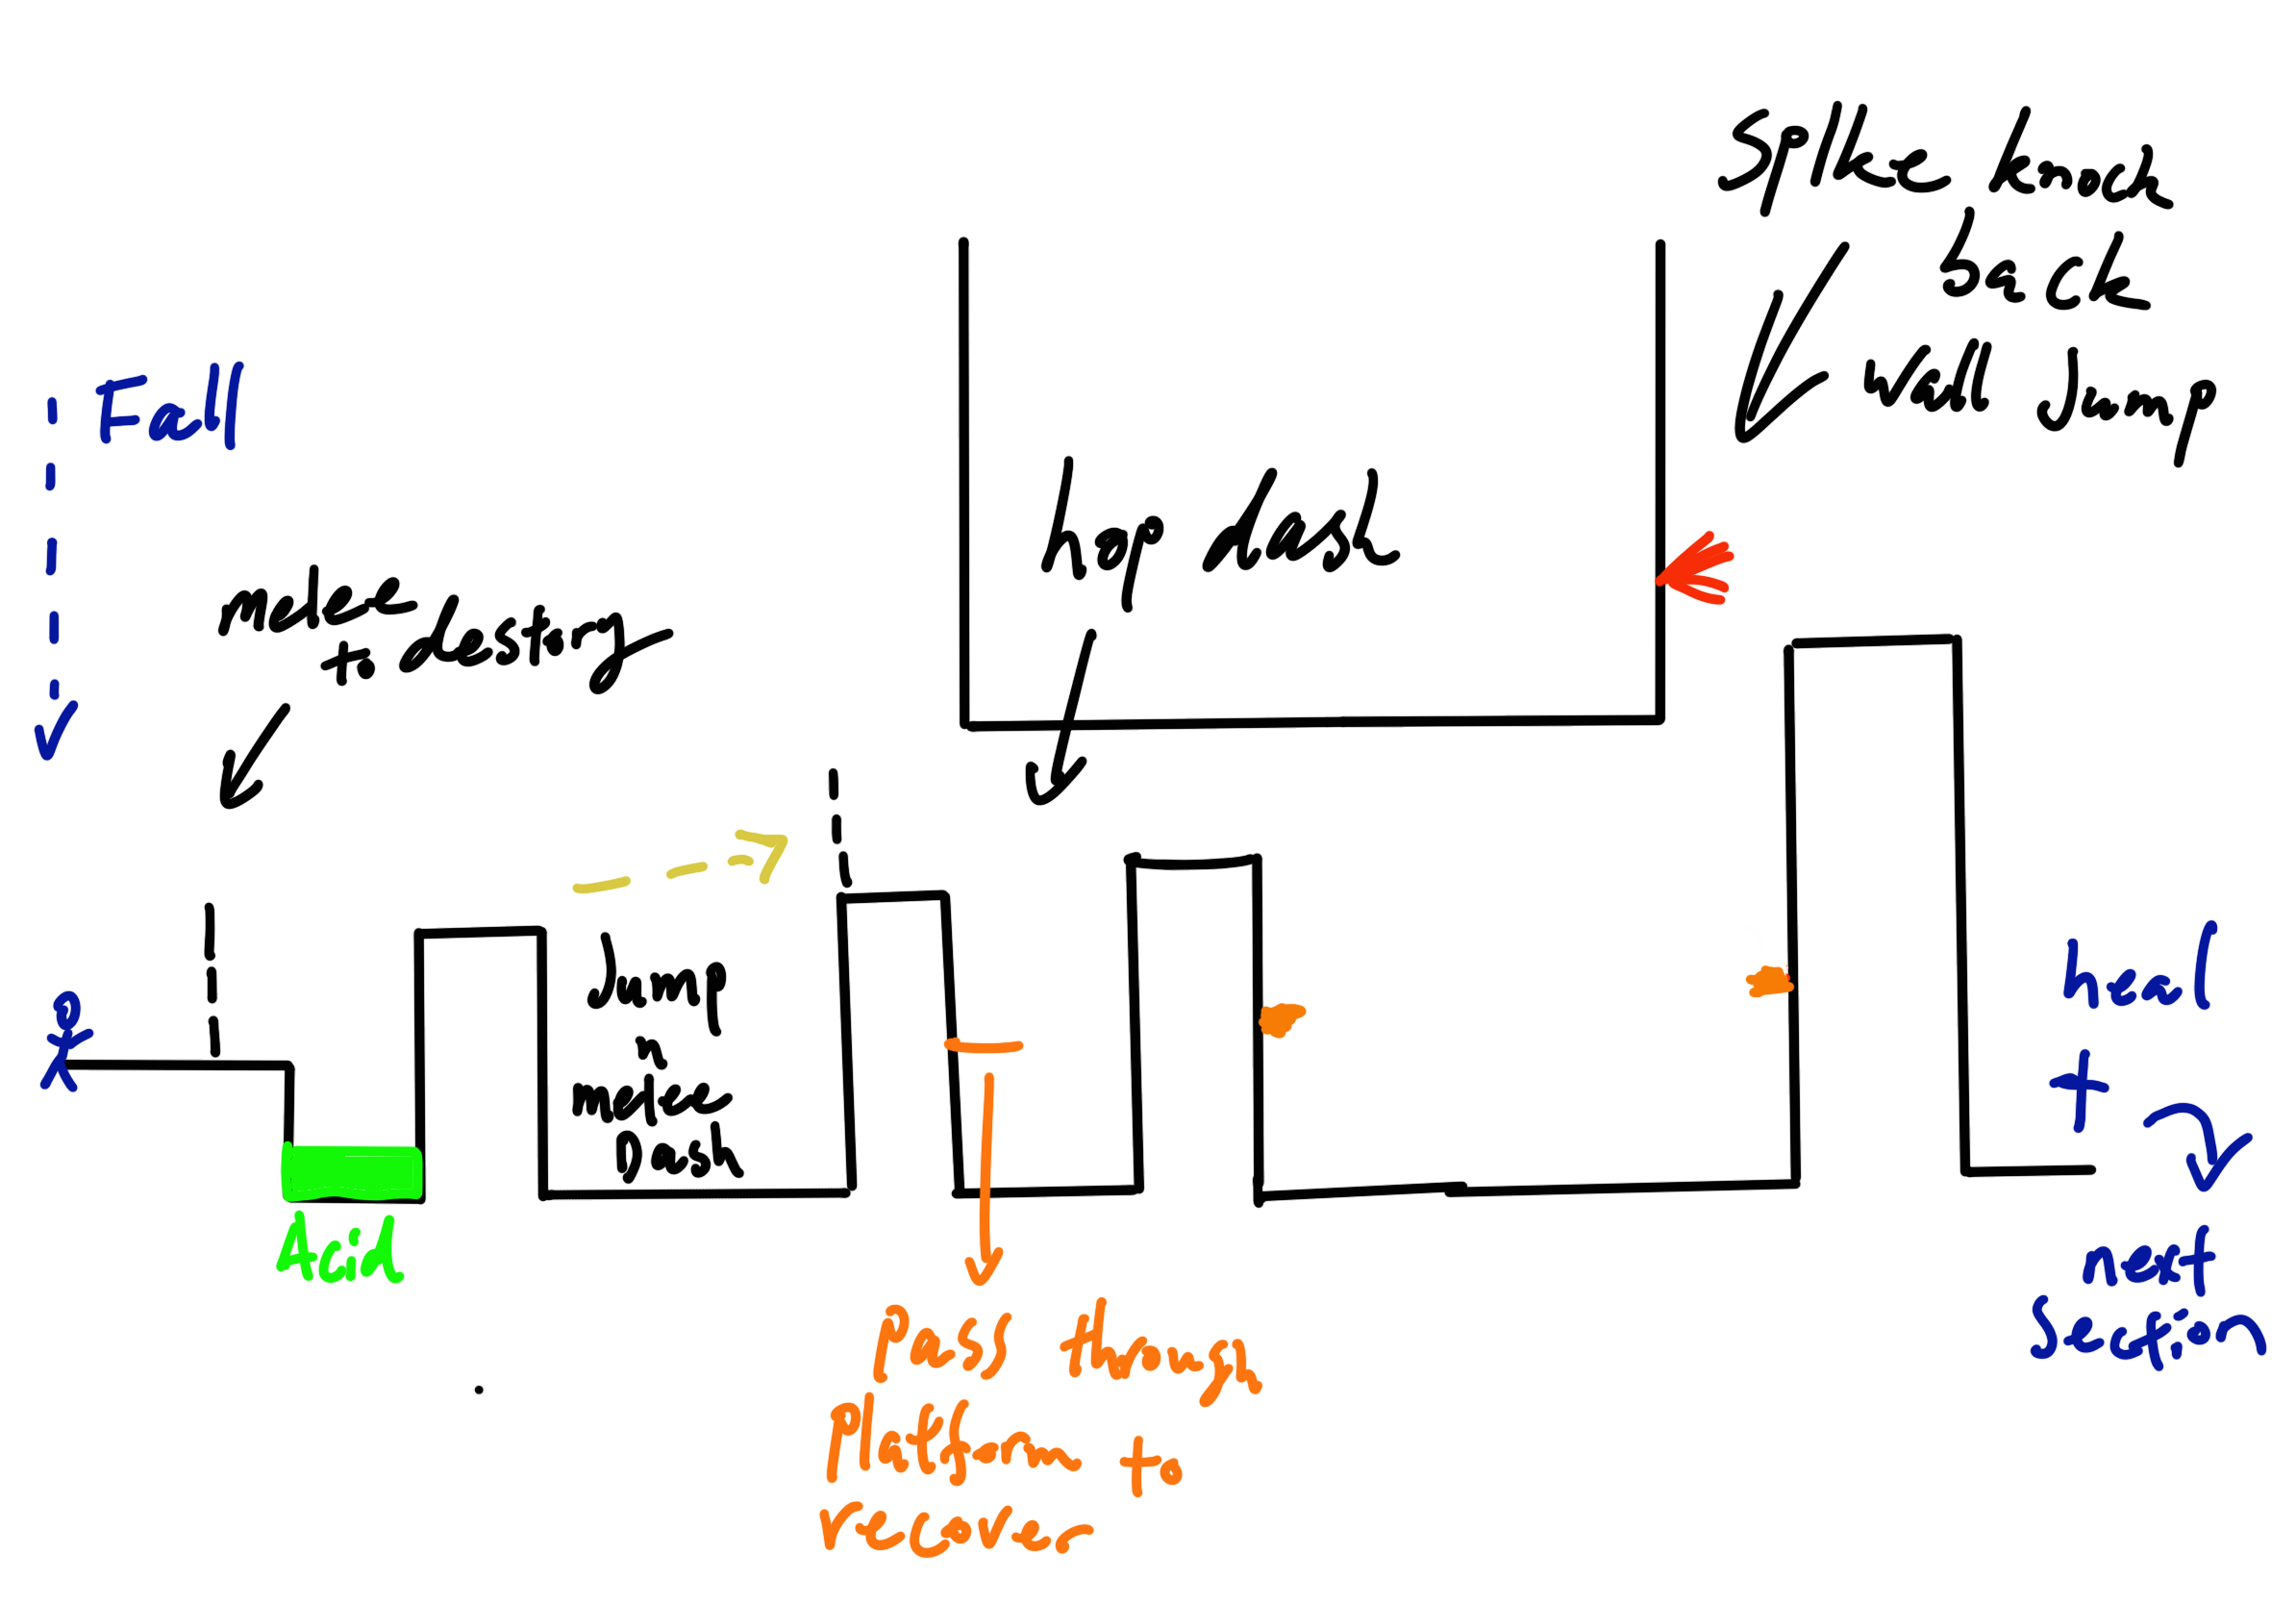 Spike knock
back
wall Jump
Fall
hop dash
melee
to destroy
Jump
n
melee
Dash
heal
+
next
section
Acid
pass through
Platform to
recover